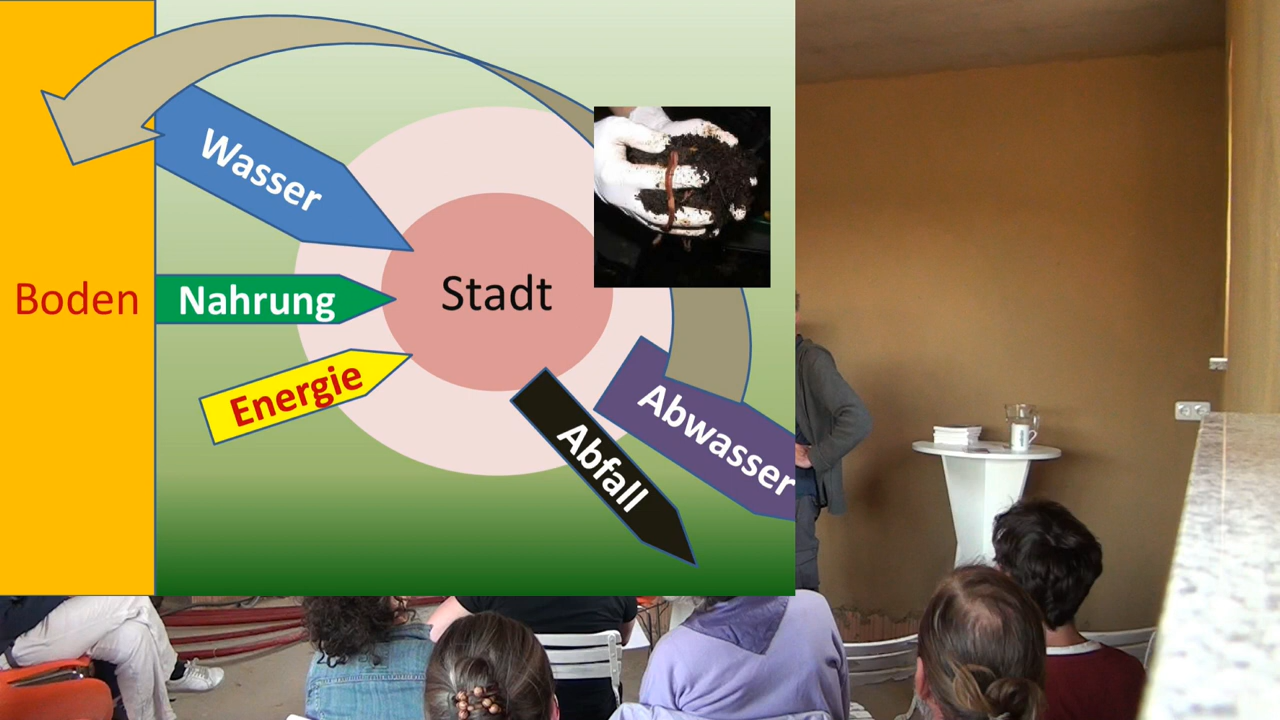 Wasser
Boden
Nahrung
Stadt
Energie
Abfall
Abwasser